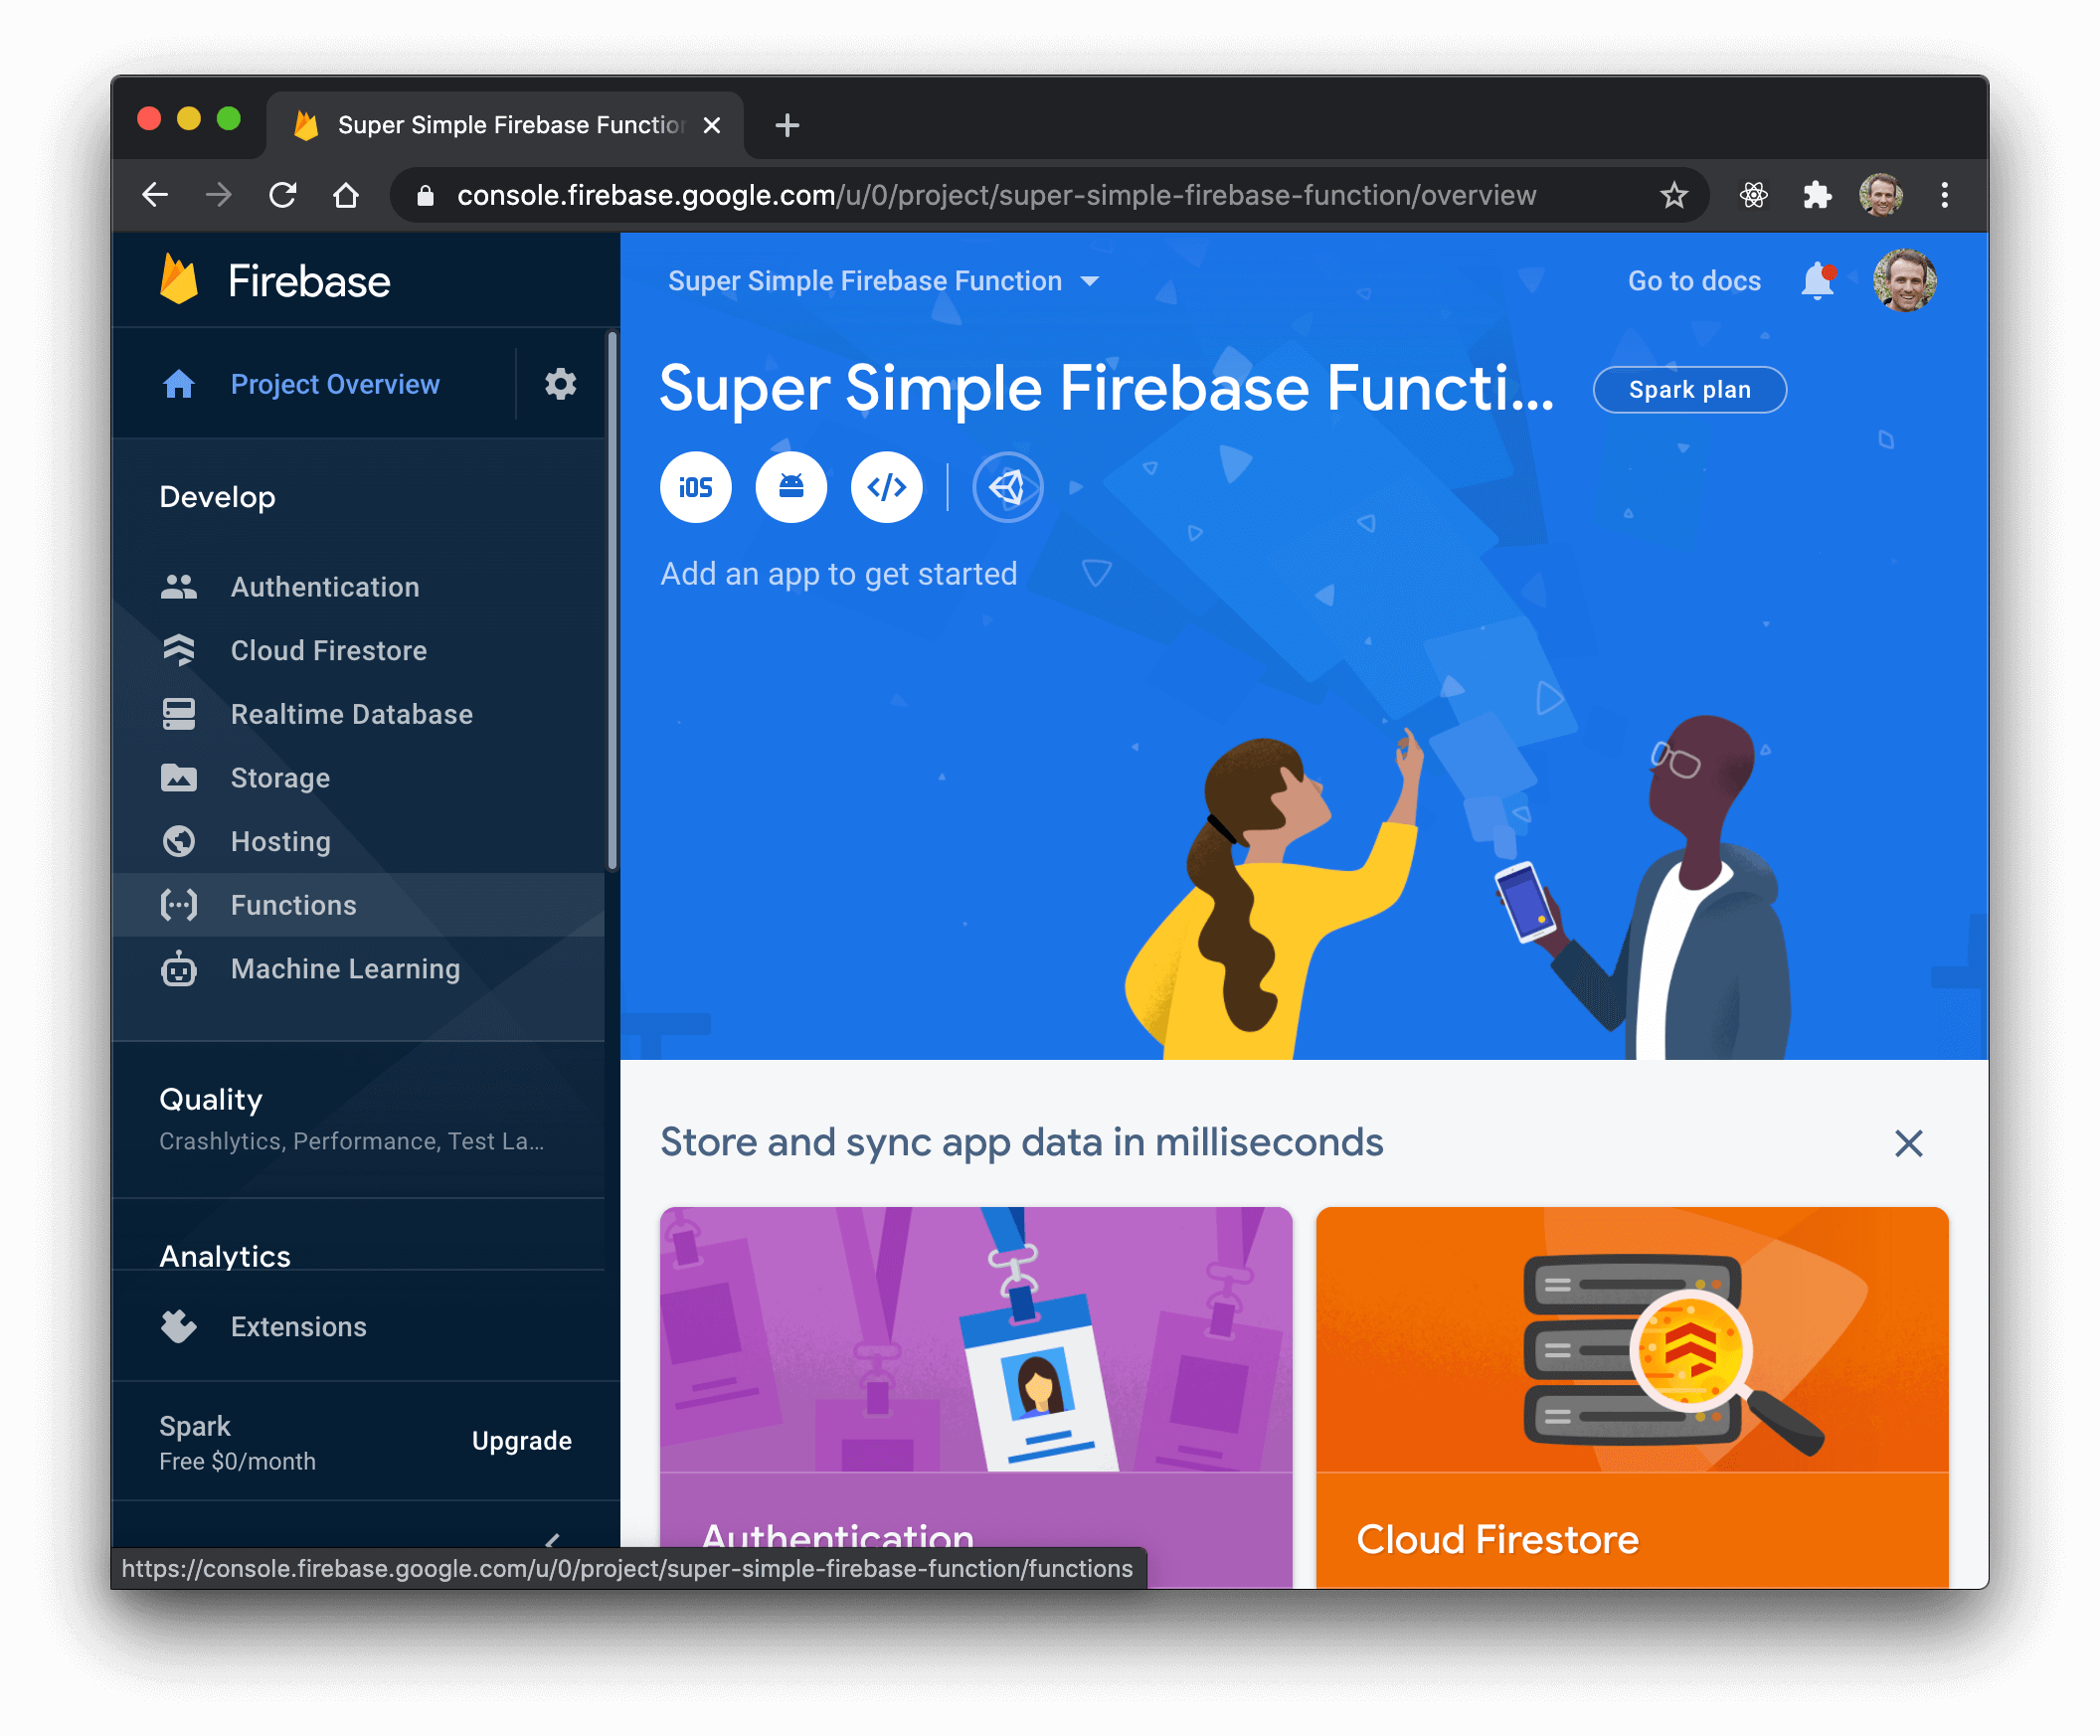 Super Simple Firebase Function
console.firebase.google.com/u/0/project/super-simple-firebase-function/overview
Firebase
Project Overview
Develop
Authentication
Cloud Firestore
Realtime Database
Storage
Hosting
Functions
Machine Learning
Quality
Crashlytics, Performance, Test La...
Analytics
Extensions
Spark
Free $0/month
Upgrade
Super Simple Firebase Function
Go to docs
Super Simple Firebase Functi...
Spark plan
iOS
</>
Add an app to get started
Store and sync app data in milliseconds
Authentication
Cloud Firestore
https://console.firebase.google.com/u/0/project/super-simple-firebase-function/functions